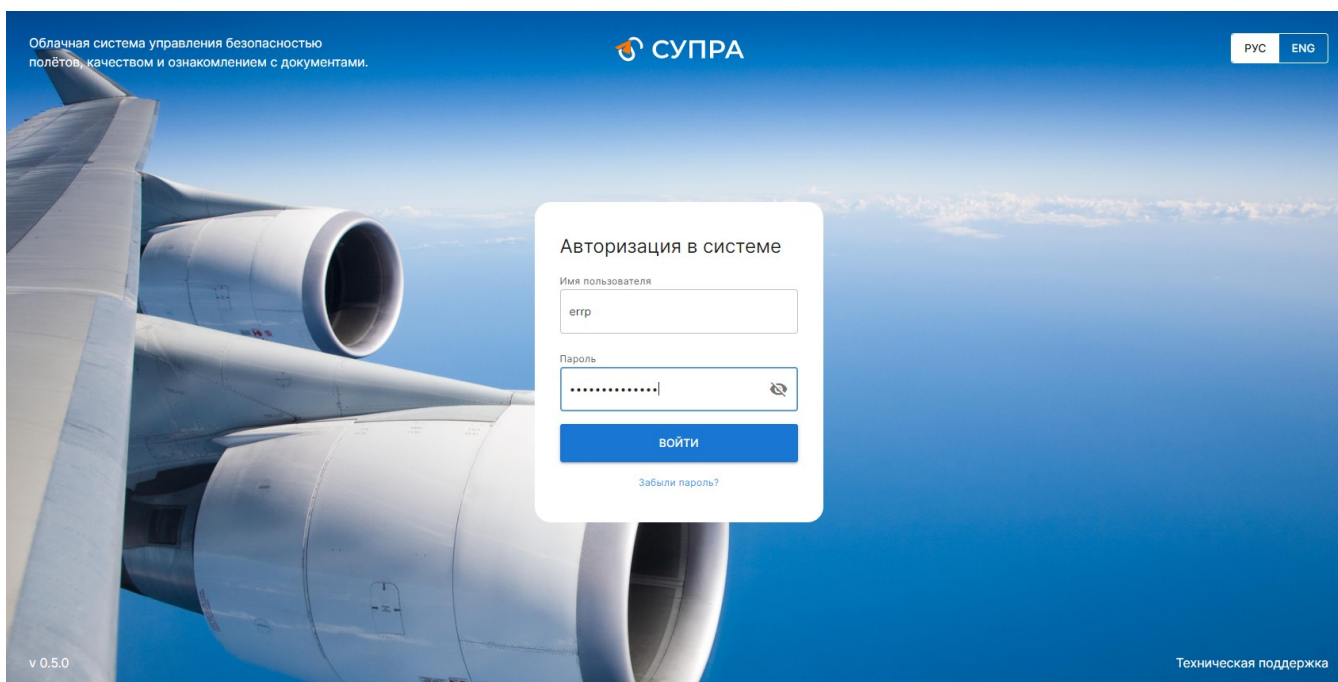 Облачная система управления безопасностью
полётов, качеством и ознакомлением с документами.
СУПРА
РУС ENG
Авторизация в системе
Имя пользователя
errp
Пароль
••••••••••••••
ВОЙТИ
Забыли пароль?
v 0.5.0
Техническая поддержка